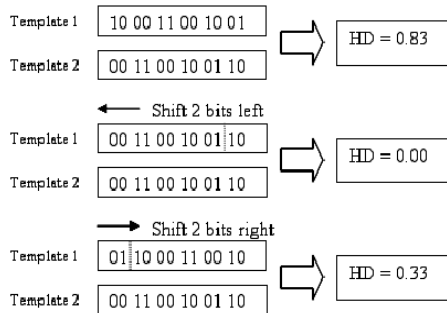 Template 1 10 00 11 00 10 01
HD = 0.83
Template 2 00 11 00 10 01 10
Shift 2 bits left
Template 1 00 11 00 10 01 10
HD = 0.00
Template 2 00 11 00 10 01 10
Shift 2 bits right
Template 1 01 10 00 11 00 10
HD = 0.33
Template 2 00 11 00 10 01 10